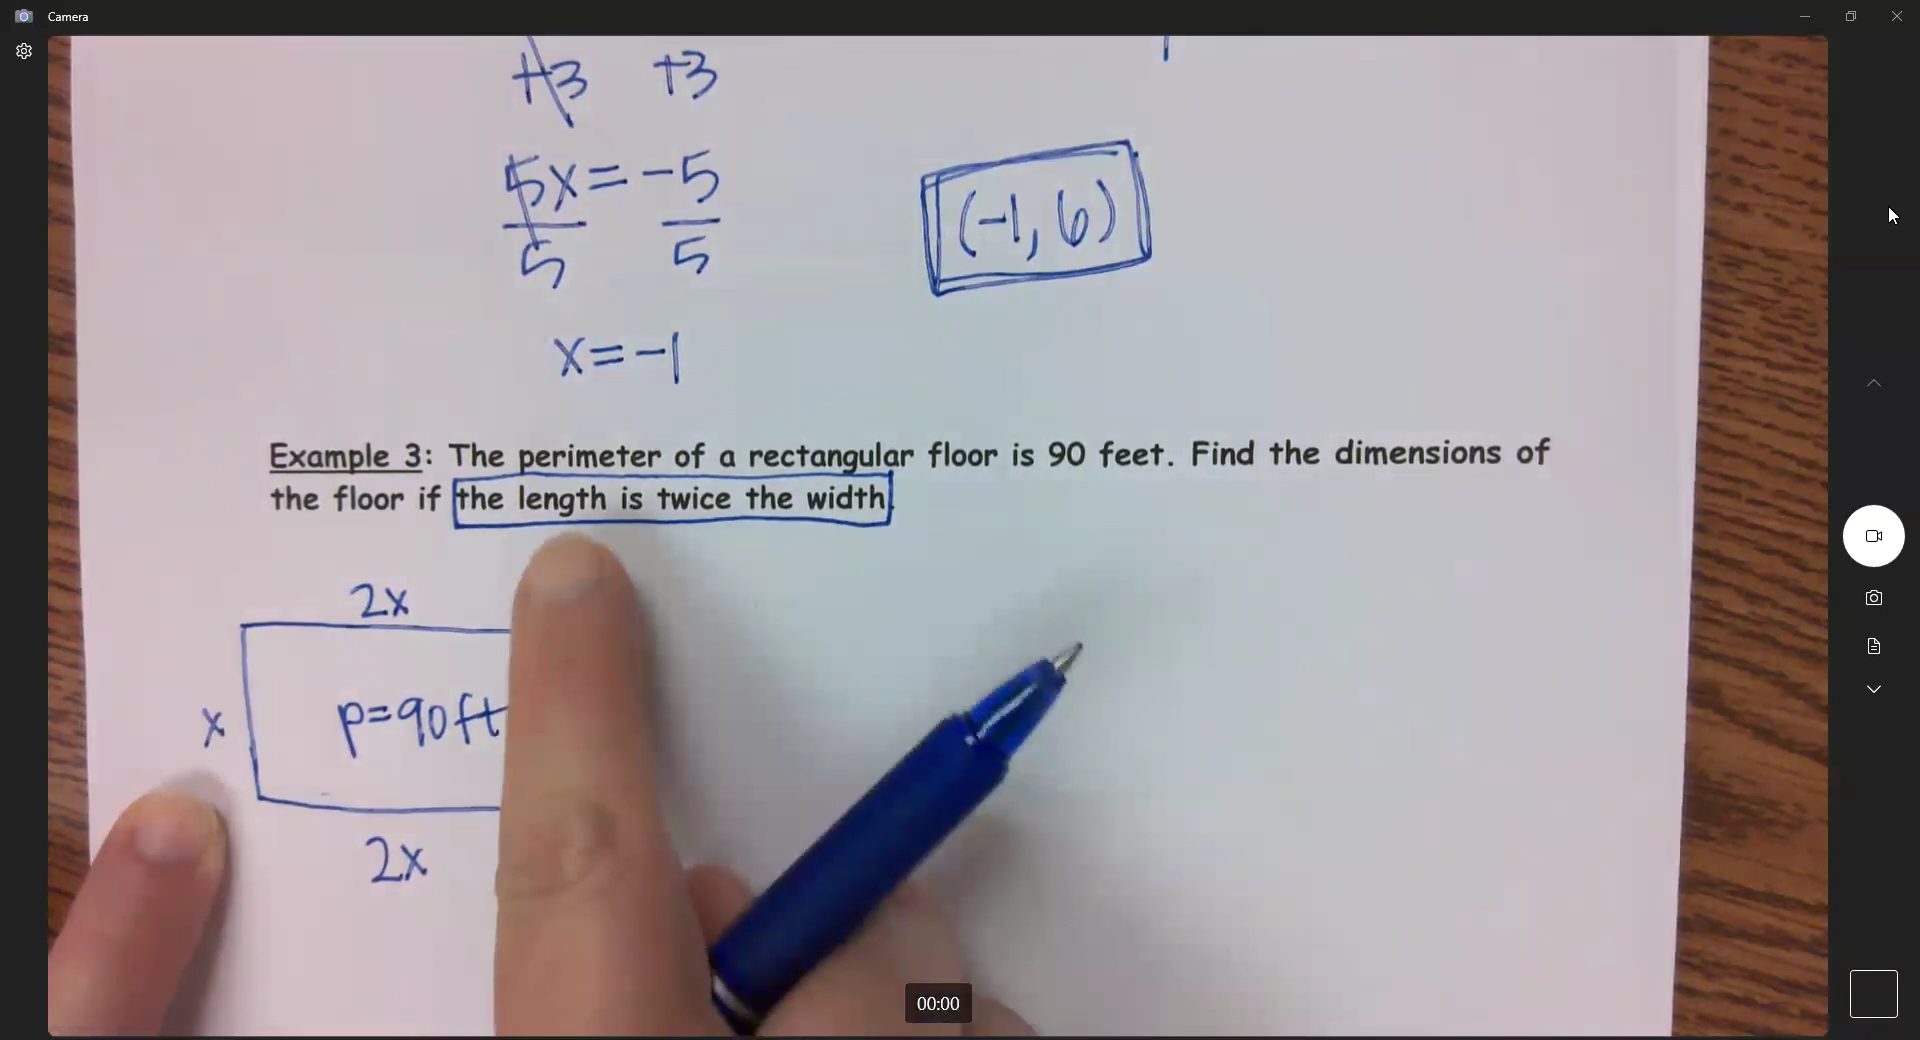 Camera
+3 +3
5x = -5
5 5
(-1, 6)
x = -1
Example 3: The perimeter of a rectangular floor is 90 feet. Find the dimensions of
the floor if the length is twice the width.
2x
x
p=90ft
2x
00:00